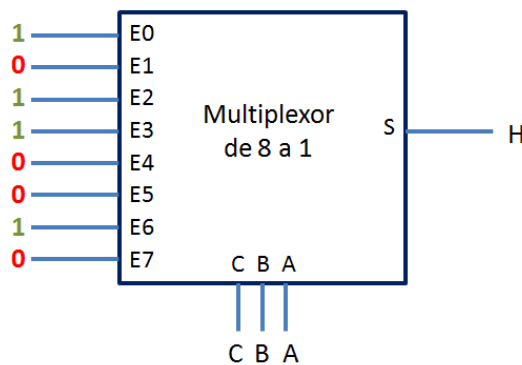 1 E0
0 E1
1 E2
1 E3
0 E4
0 E5
1 E6
0 E7
Multiplexor
de 8 a 1
S H
C B A
C B A